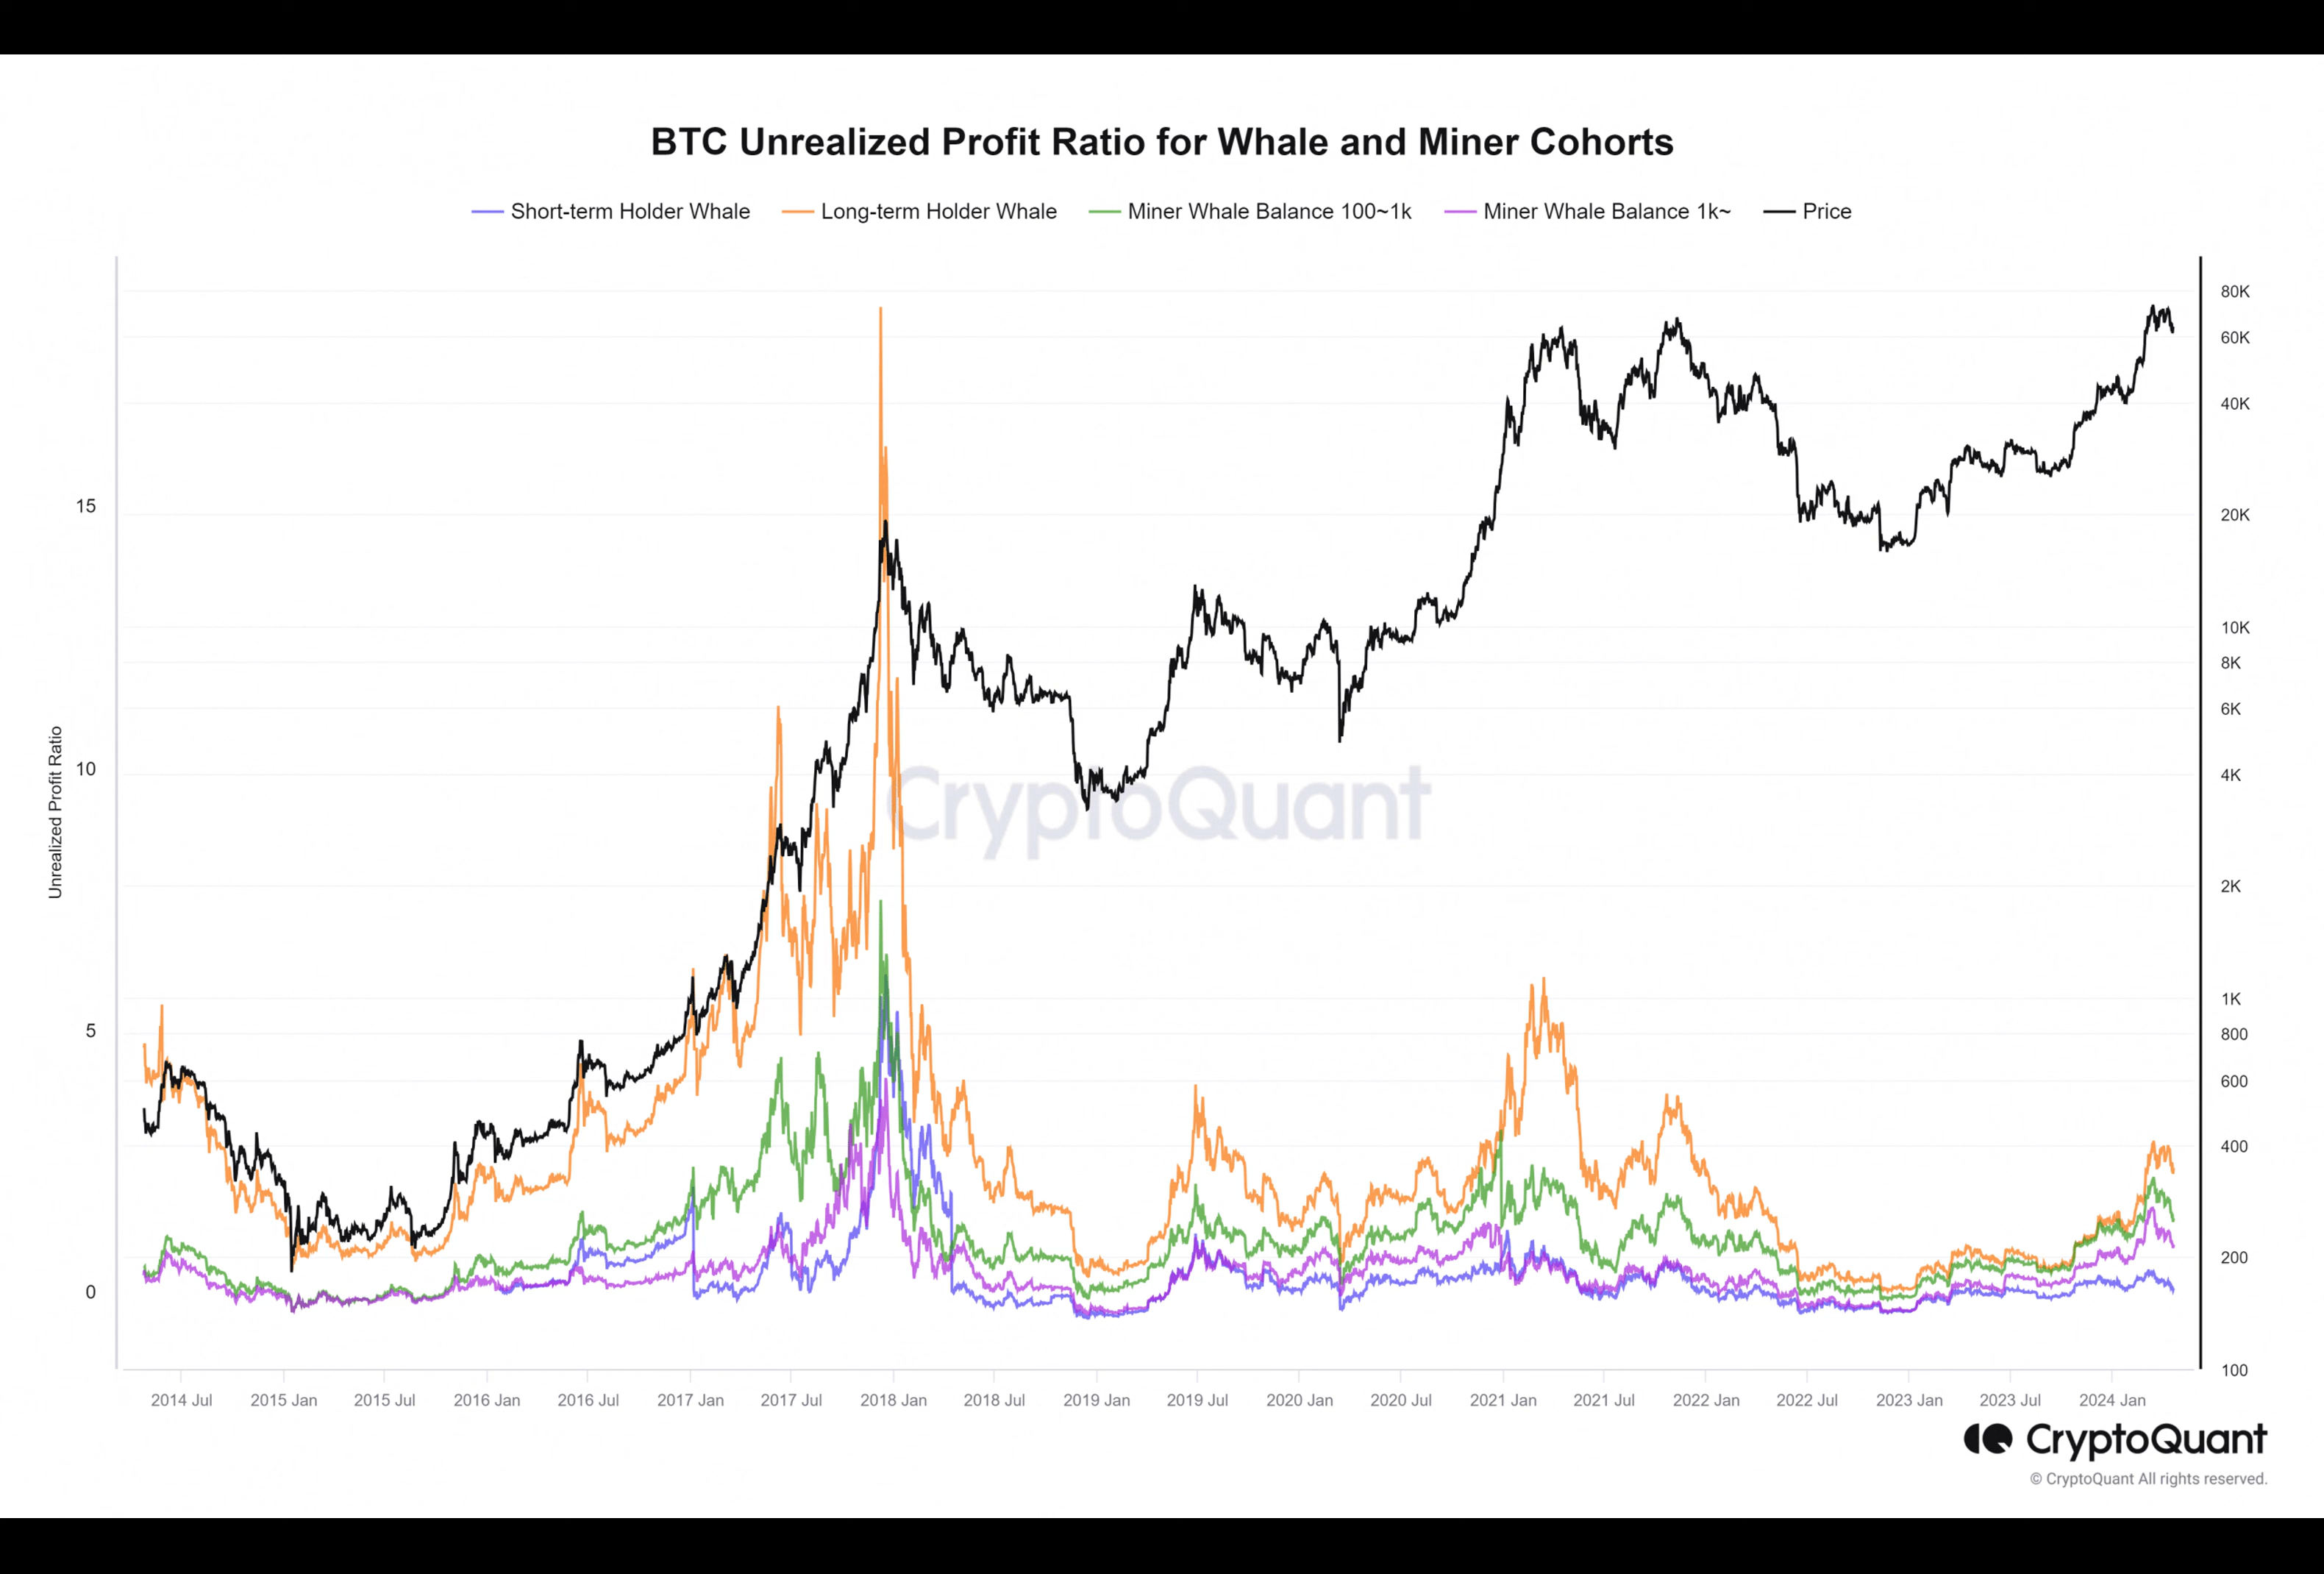 BTC Unrealized Profit Ratio for Whale and Miner Cohorts
Short-term Holder Whale Long-term Holder Whale Miner Whale Balance 100~1k Miner Whale Balance 1k~ Price
Unrealized Profit Ratio
15
10
5
0
80K
60K
40K
20K
10K
8K
6K
4K
2K
1K
800
600
400
200
100
CryptoQuant
2014 Jul 2015 Jan 2015 Jul 2016 Jan 2016 Jul 2017 Jan 2017 Jul 2018 Jan 2018 Jul 2019 Jan 2019 Jul 2020 Jan 2020 Jul 2021 Jan 2021 Jul 2022 Jan 2022 Jul 2023 Jan 2023 Jul 2024 Jan
CryptoQuant
© CryptoQuant All rights reserved.